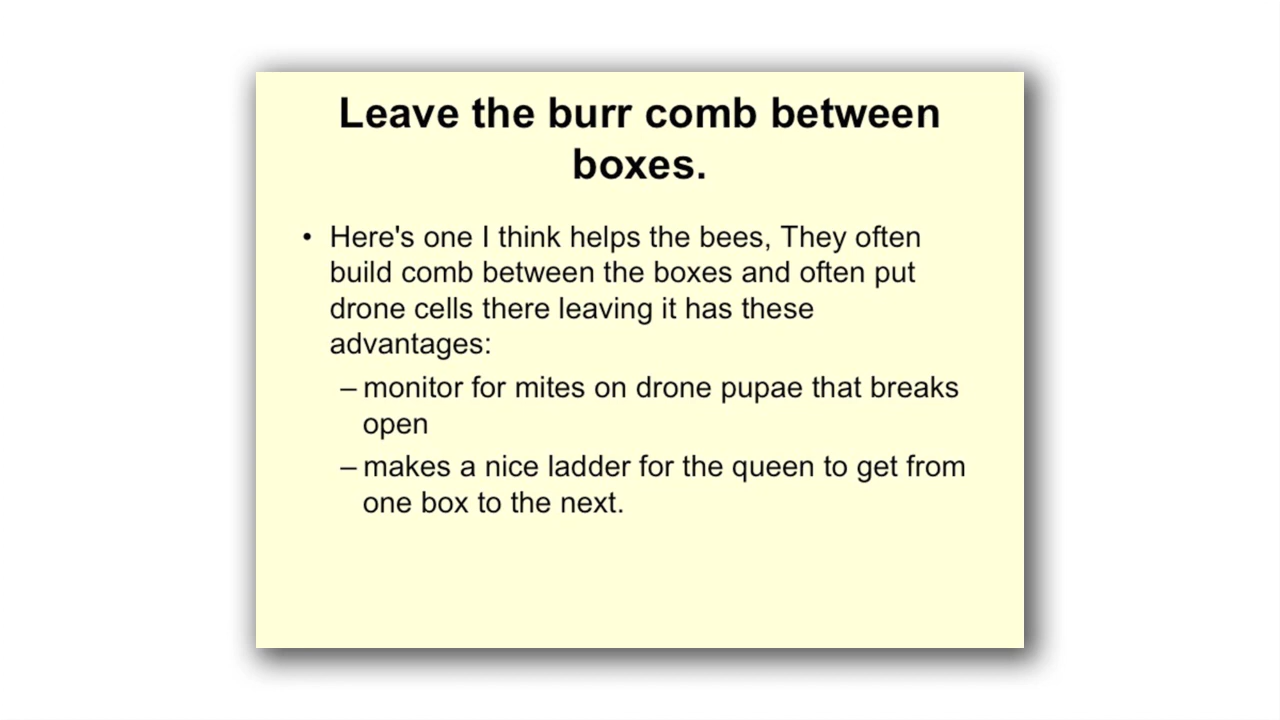 Leave the burr comb between
boxes.
• Here's one I think helps the bees, They often
build comb between the boxes and often put
drone cells there leaving it has these
advantages:
– monitor for mites on drone pupae that breaks
open
– makes a nice ladder for the queen to get from
one box to the next.